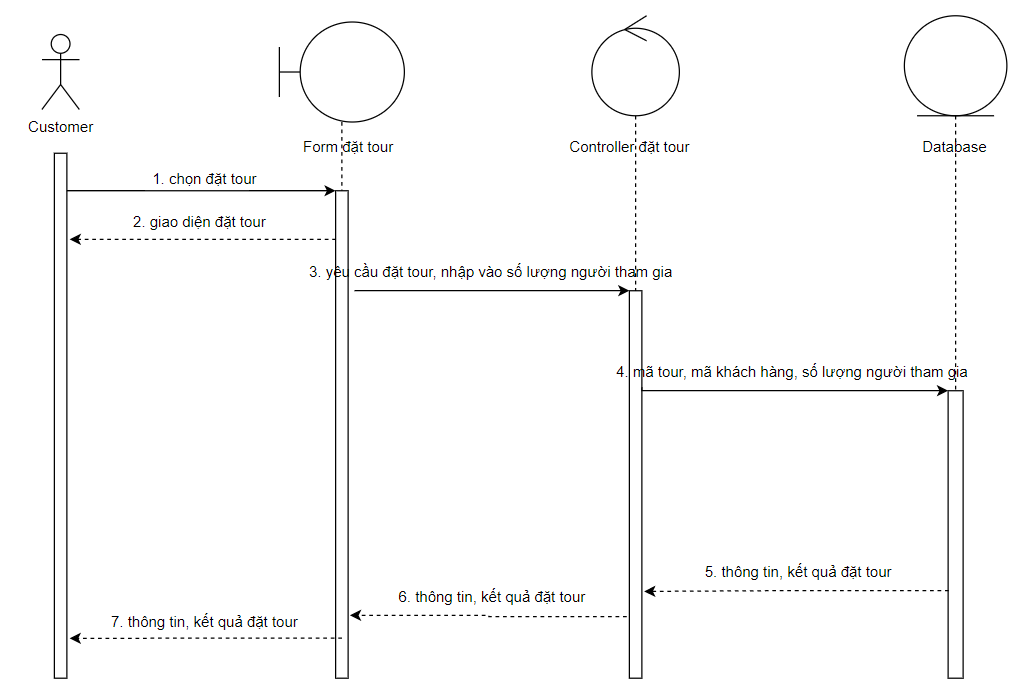 Customer
Form đặt tour
Controller đặt tour
Database
1. chọn đặt tour
2. giao diện đặt tour
3. yêu cầu đặt tour, nhập vào số lượng người tham gia
4. mã tour, mã khách hàng, số lượng người tham gia
5. thông tin, kết quả đặt tour
6. thông tin, kết quả đặt tour
7. thông tin, kết quả đặt tour